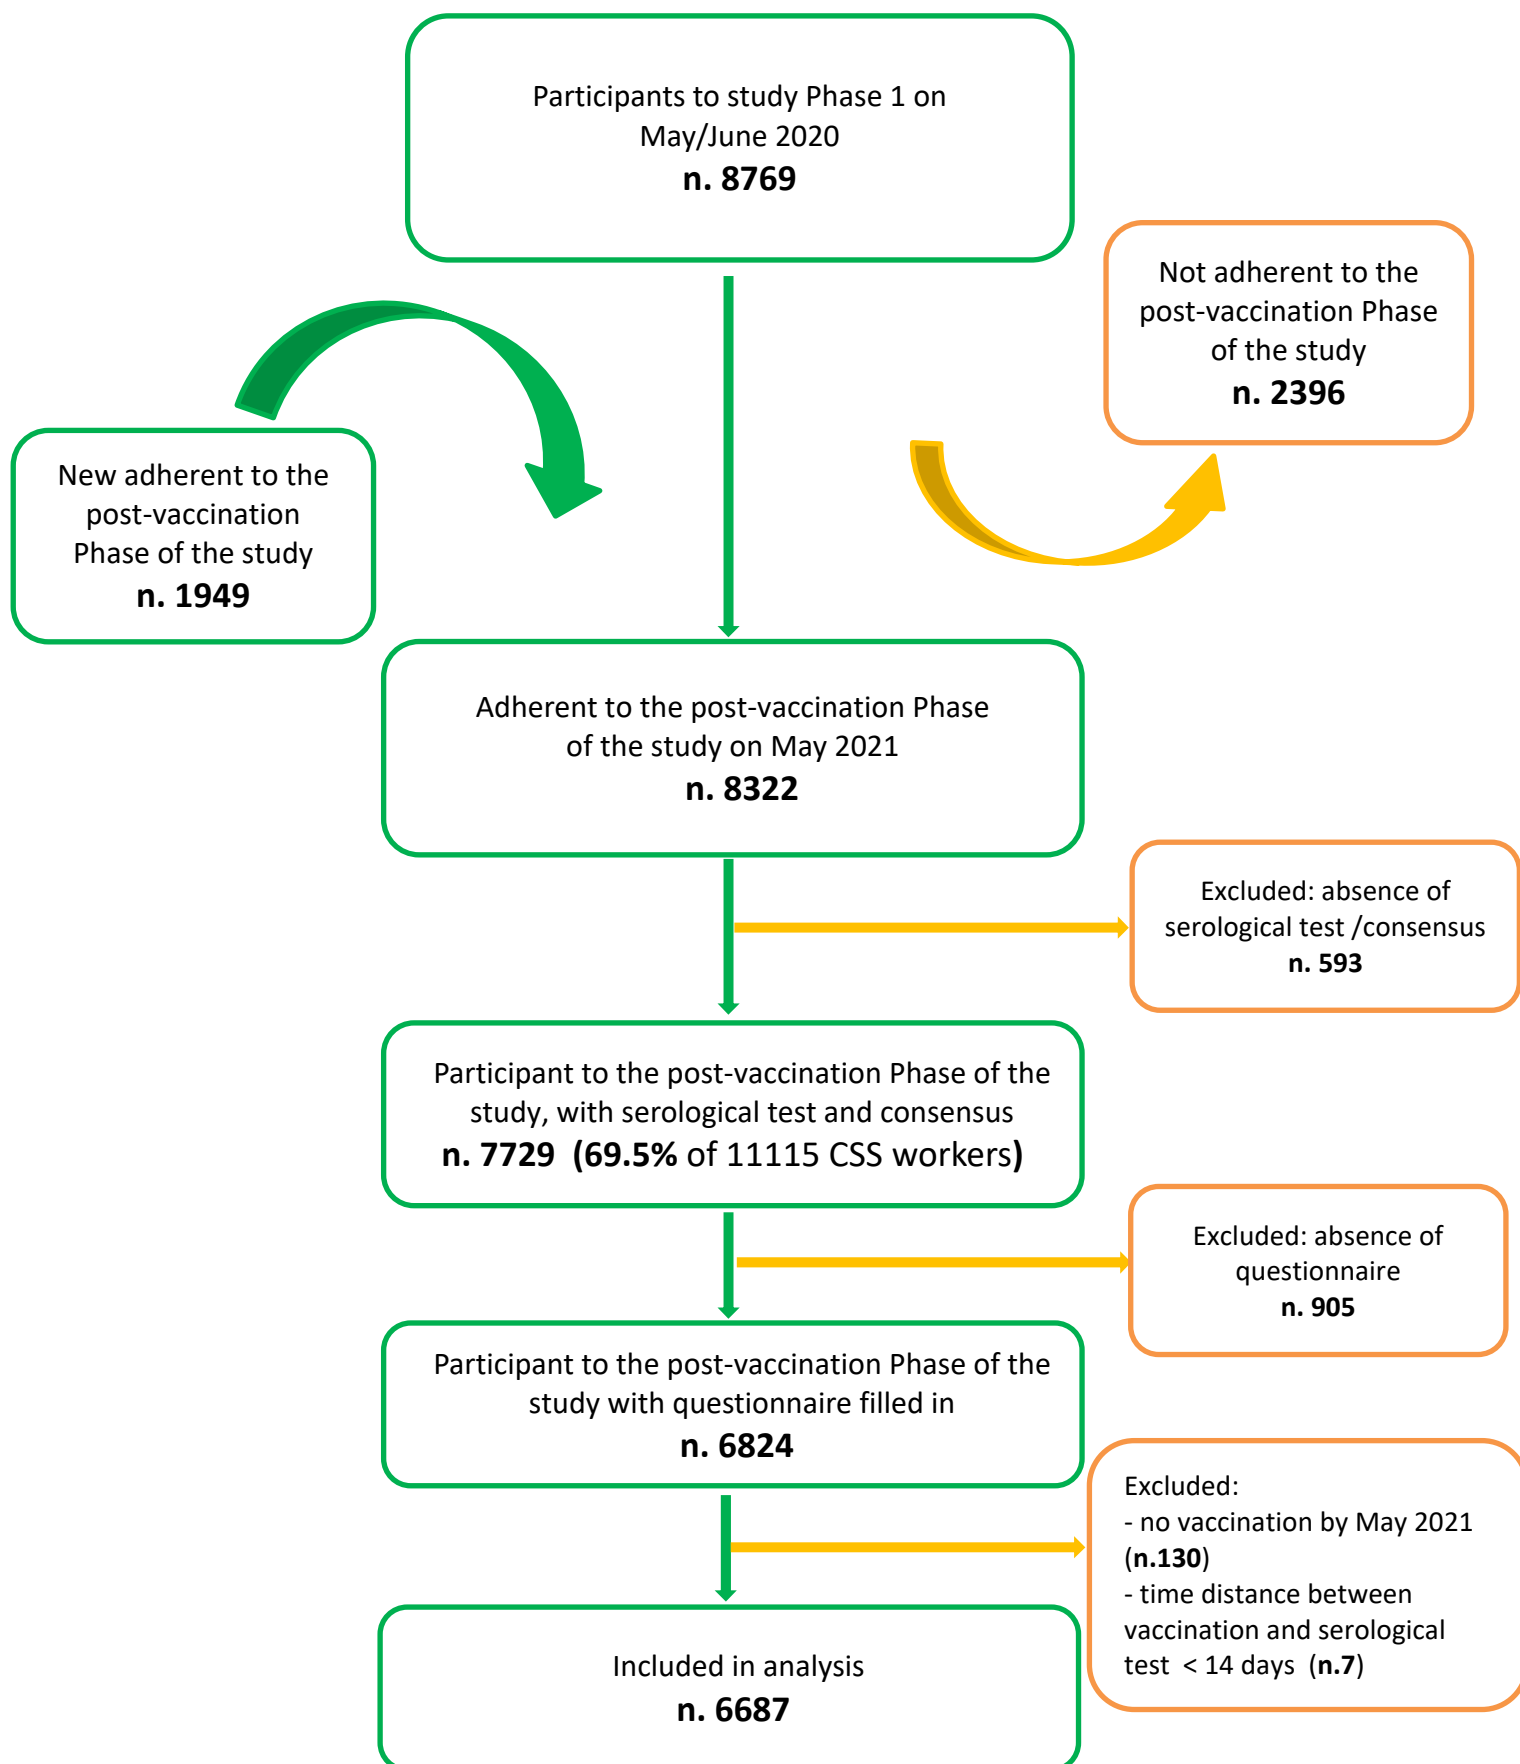 Participants to study Phase 1 on
May/June 2020
n. 8769
Not adherent to the
post-vaccination Phase
of the study
n. 2396
New adherent to the
post-vaccination
Phase of the study
n. 1949
Adherent to the post-vaccination Phase
of the study on May 2021
n. 8322
Excluded: absence of
serological test /consensus
n. 593
Participant to the post-vaccination Phase of the
study, with serological test and consensus
n. 7729 (69.5% of 11115 CSS workers)
Excluded: absence of
questionnaire
n. 905
Participant to the post-vaccination Phase of the
study with questionnaire filled in
n. 6824
Excluded:
- no vaccination by May 2021
(n.130)
- time distance between
vaccination and serological
test < 14 days (n.7)
Included in analysis
n. 6687